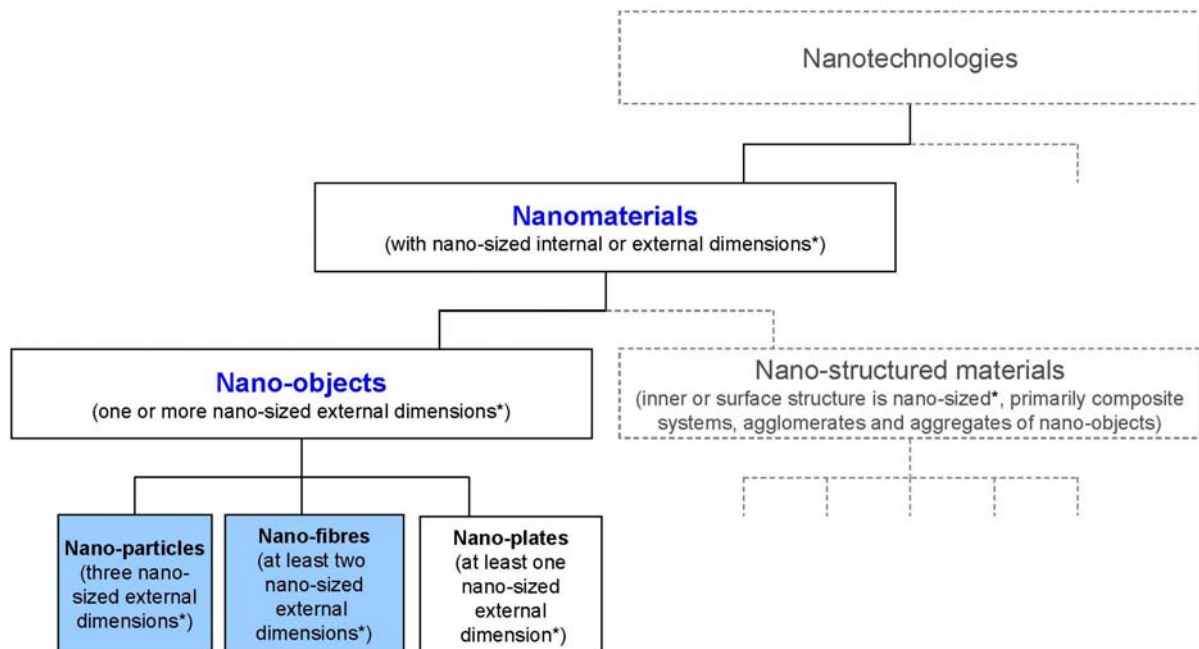 Nanotechnologies
Nanomaterials
(with nano-sized internal or external dimensions*)
Nano-objects
(one or more nano-sized external dimensions*)
Nano-structured materials
(inner or surface structure is nano-sized*, primarily composite
systems, agglomerates and aggregates of nano-objects)
Nano-particles
(three nano-
sized external
dimensions*)
Nano-fibres
(at least two
nano-sized
external
dimensions*)
Nano-plates
(at least one
nano-sized
external
dimension*)